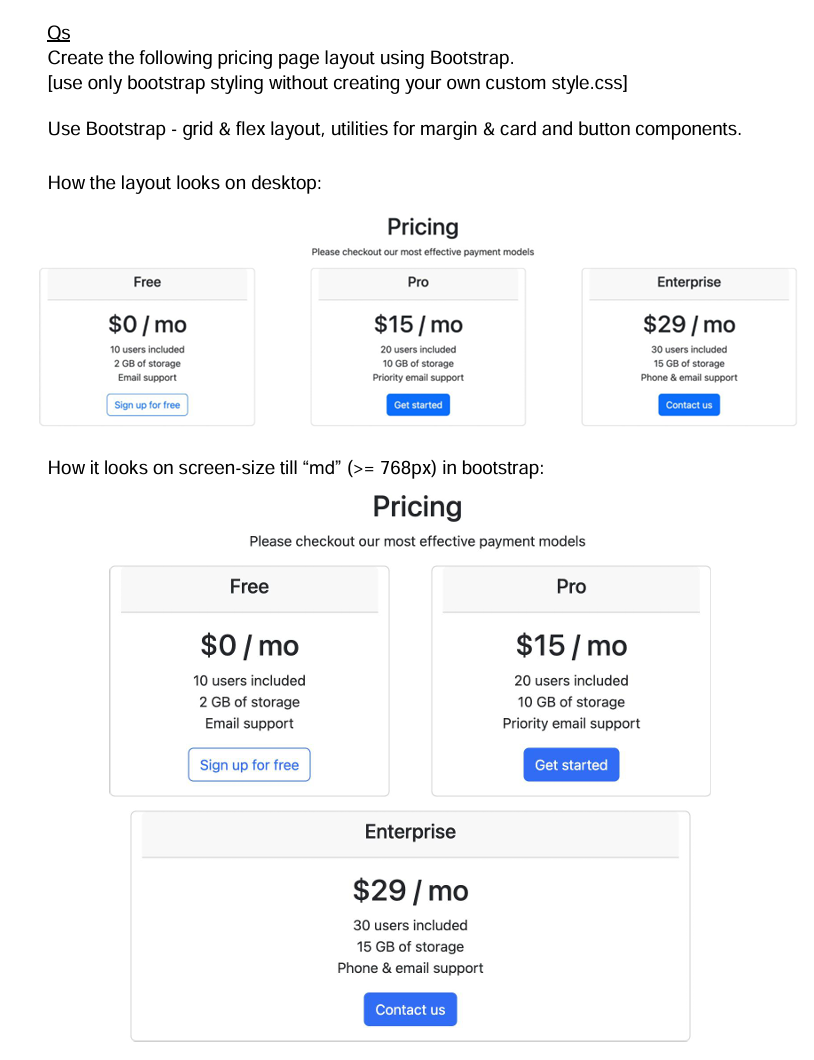 Qs
Create the following pricing page layout using Bootstrap.
[use only bootstrap styling without creating your own custom style.css]
Use Bootstrap - grid & flex layout, utilities for margin & card and button components.
How the layout looks on desktop:
Pricing
Please checkout our most effective payment models
Free
$0 / mo
10 users included
2 GB of storage
Email support
Sign up for free
Pro
$15 / mo
20 users included
10 GB of storage
Priority email support
Get started
Enterprise
$29 / mo
30 users included
15 GB of storage
Phone & email support
Contact us
How it looks on screen-size till “md” (>= 768px) in bootstrap:
Pricing
Please checkout our most effective payment models
Free
$0 / mo
10 users included
2 GB of storage
Email support
Sign up for free
Pro
$15 / mo
20 users included
10 GB of storage
Priority email support
Get started
Enterprise
$29 / mo
30 users included
15 GB of storage
Phone & email support
Contact us